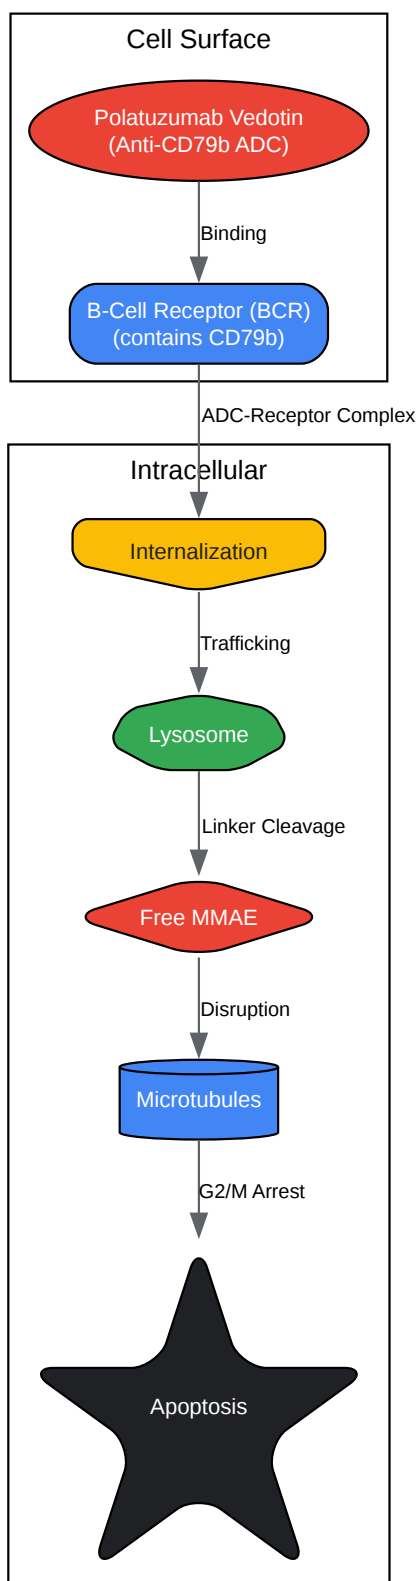 Cell Surface
Polatuzumab Vedotin
(Anti-CD79b ADC)
Binding
B-Cell Receptor (BCR)
(contains CD79b)
ADC-Receptor Complex
Intracellular
Internalization
Trafficking
Lysosome
Linker Cleavage
Free MMAE
Disruption
Microtubules
G2/M Arrest
Apoptosis